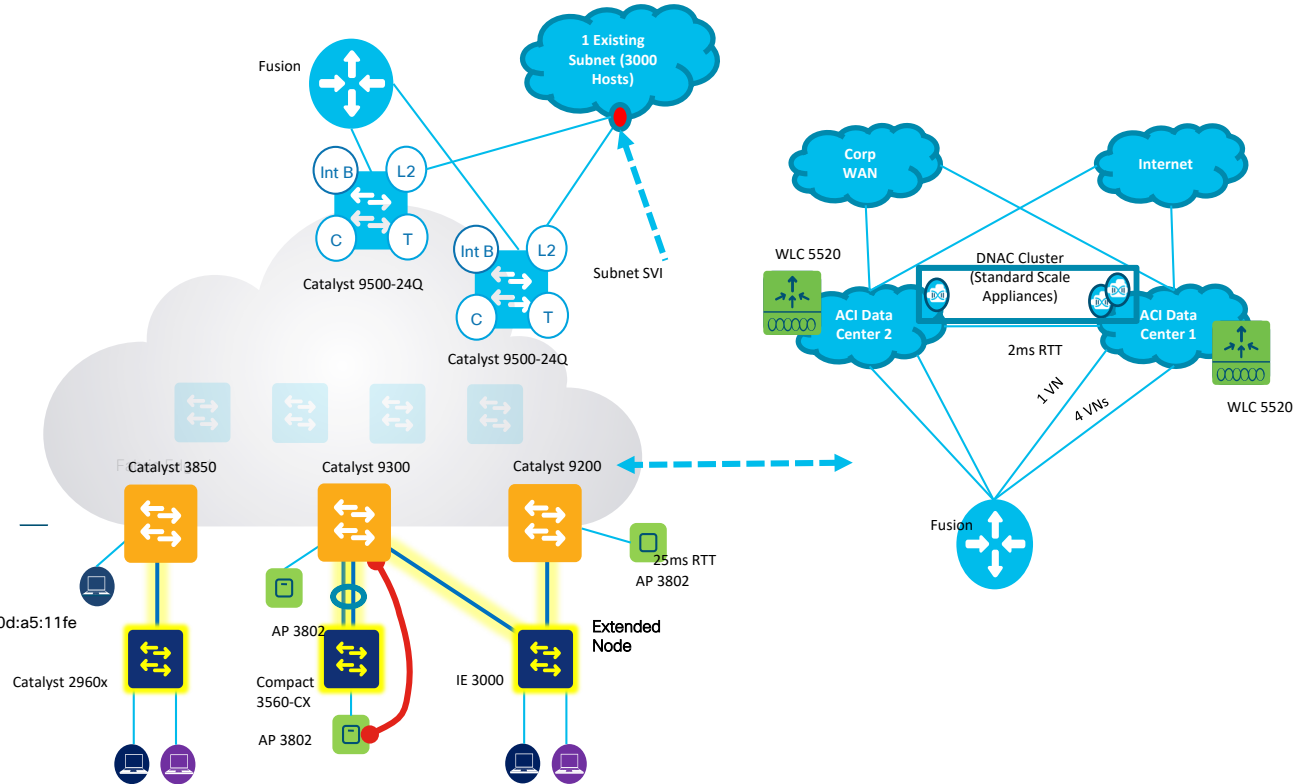 1 Existing
Subnet (3000
Hosts)
Fusion
Int B
L2
C
T
Catalyst 9500-24Q
Int B
L2
C
T
Catalyst 9500-24Q
Subnet SVI
Corp
WAN
Internet
WLC 5520
DNAC Cluster
(Standard Scale
Appliances)
ACI Data
Center 2
ACI Data
Center 1
2ms RTT
WLC 5520
1 VN
4 VNs
Fusion
Catalyst 3850
Catalyst 9300
Catalyst 9200
25ms RTT
AP 3802
0d:a5:11fe
AP 3802
Extended
Node
Catalyst 2960x
Compact
3560-CX
IE 3000
AP 3802